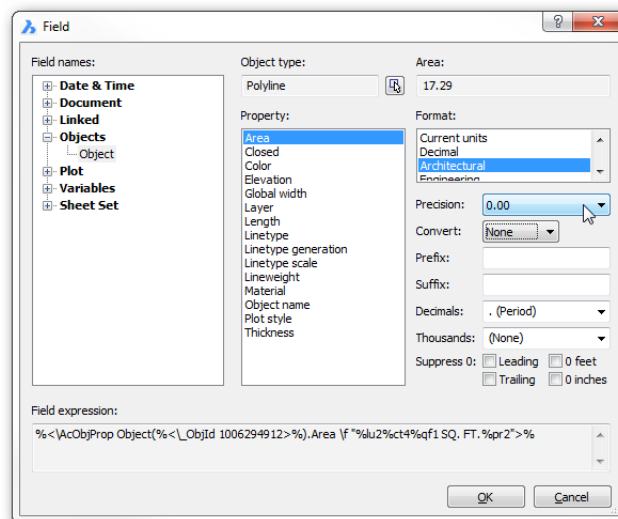 Field
Field names:
Date & Time
Document
Linked
Objects
Object
Plot
Variables
Sheet Set
Object type:
Polyline
Property:
Area
Closed
Color
Elevation
Global width
Layer
Length
Linetype
Linetype generation
Linetype scale
Lineweight
Material
Object name
Plot style
Thickness
Area:
17.29
Format:
Current units
Decimal
Architectural
Engineering
Precision: 0.00
Convert: None
Prefix:
Suffix:
Decimals: . (Period)
Thousands: (None)
Suppress 0: Leading 0 feet
Trailing 0 inches
Field expression:
%<\AcObjProp Object(%<\_ObjId 1006294912>%).Area \f "%lu2%ct4%qf1 SQ. FT.%pr2">%
OK Cancel